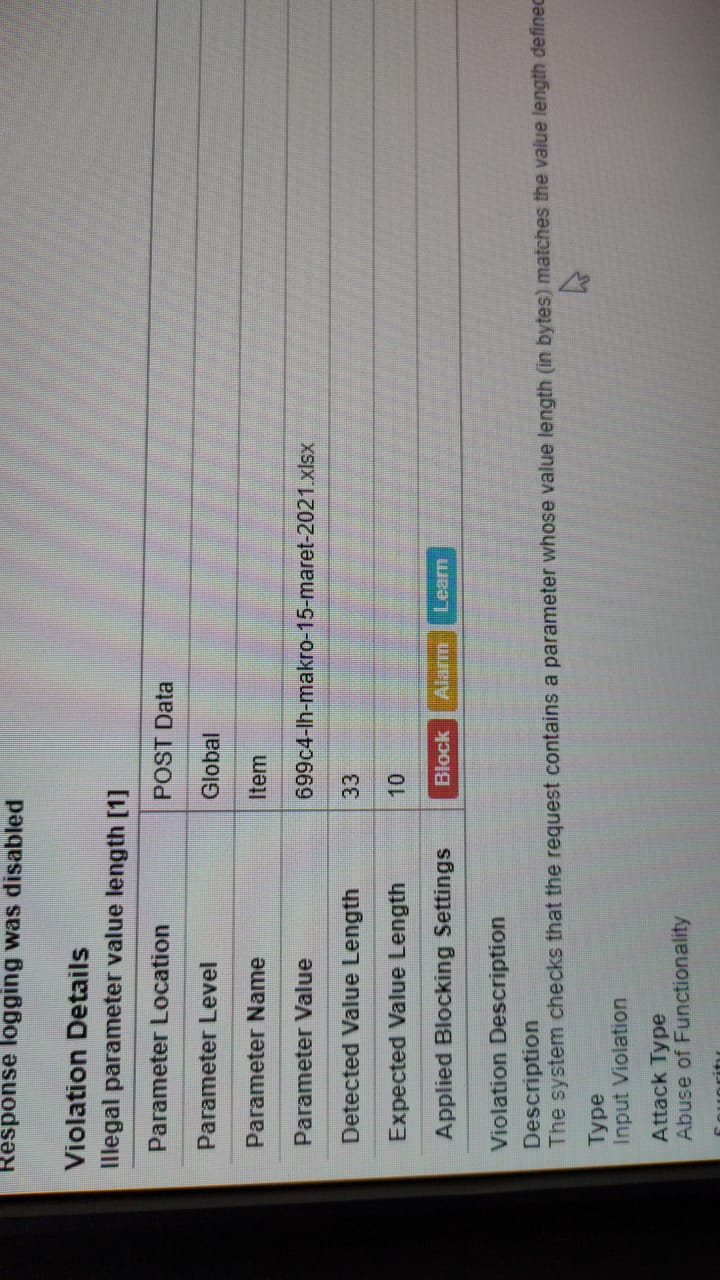 Response logging was disabled
Violation Details
Illegal parameter value length [1]
Parameter Location POST Data
Parameter Level Global
Parameter Name Item
Parameter Value 699c4-lh-makro-15-maret-2021.xlsx
Detected Value Length 33
Expected Value Length 10
Applied Blocking Settings Block Alarm Learn
Violation Description
Description
The system checks that the request contains a parameter whose value length (in bytes) matches the value length defined
Type
Input Violation
Attack Type
Abuse of Functionality
Severity